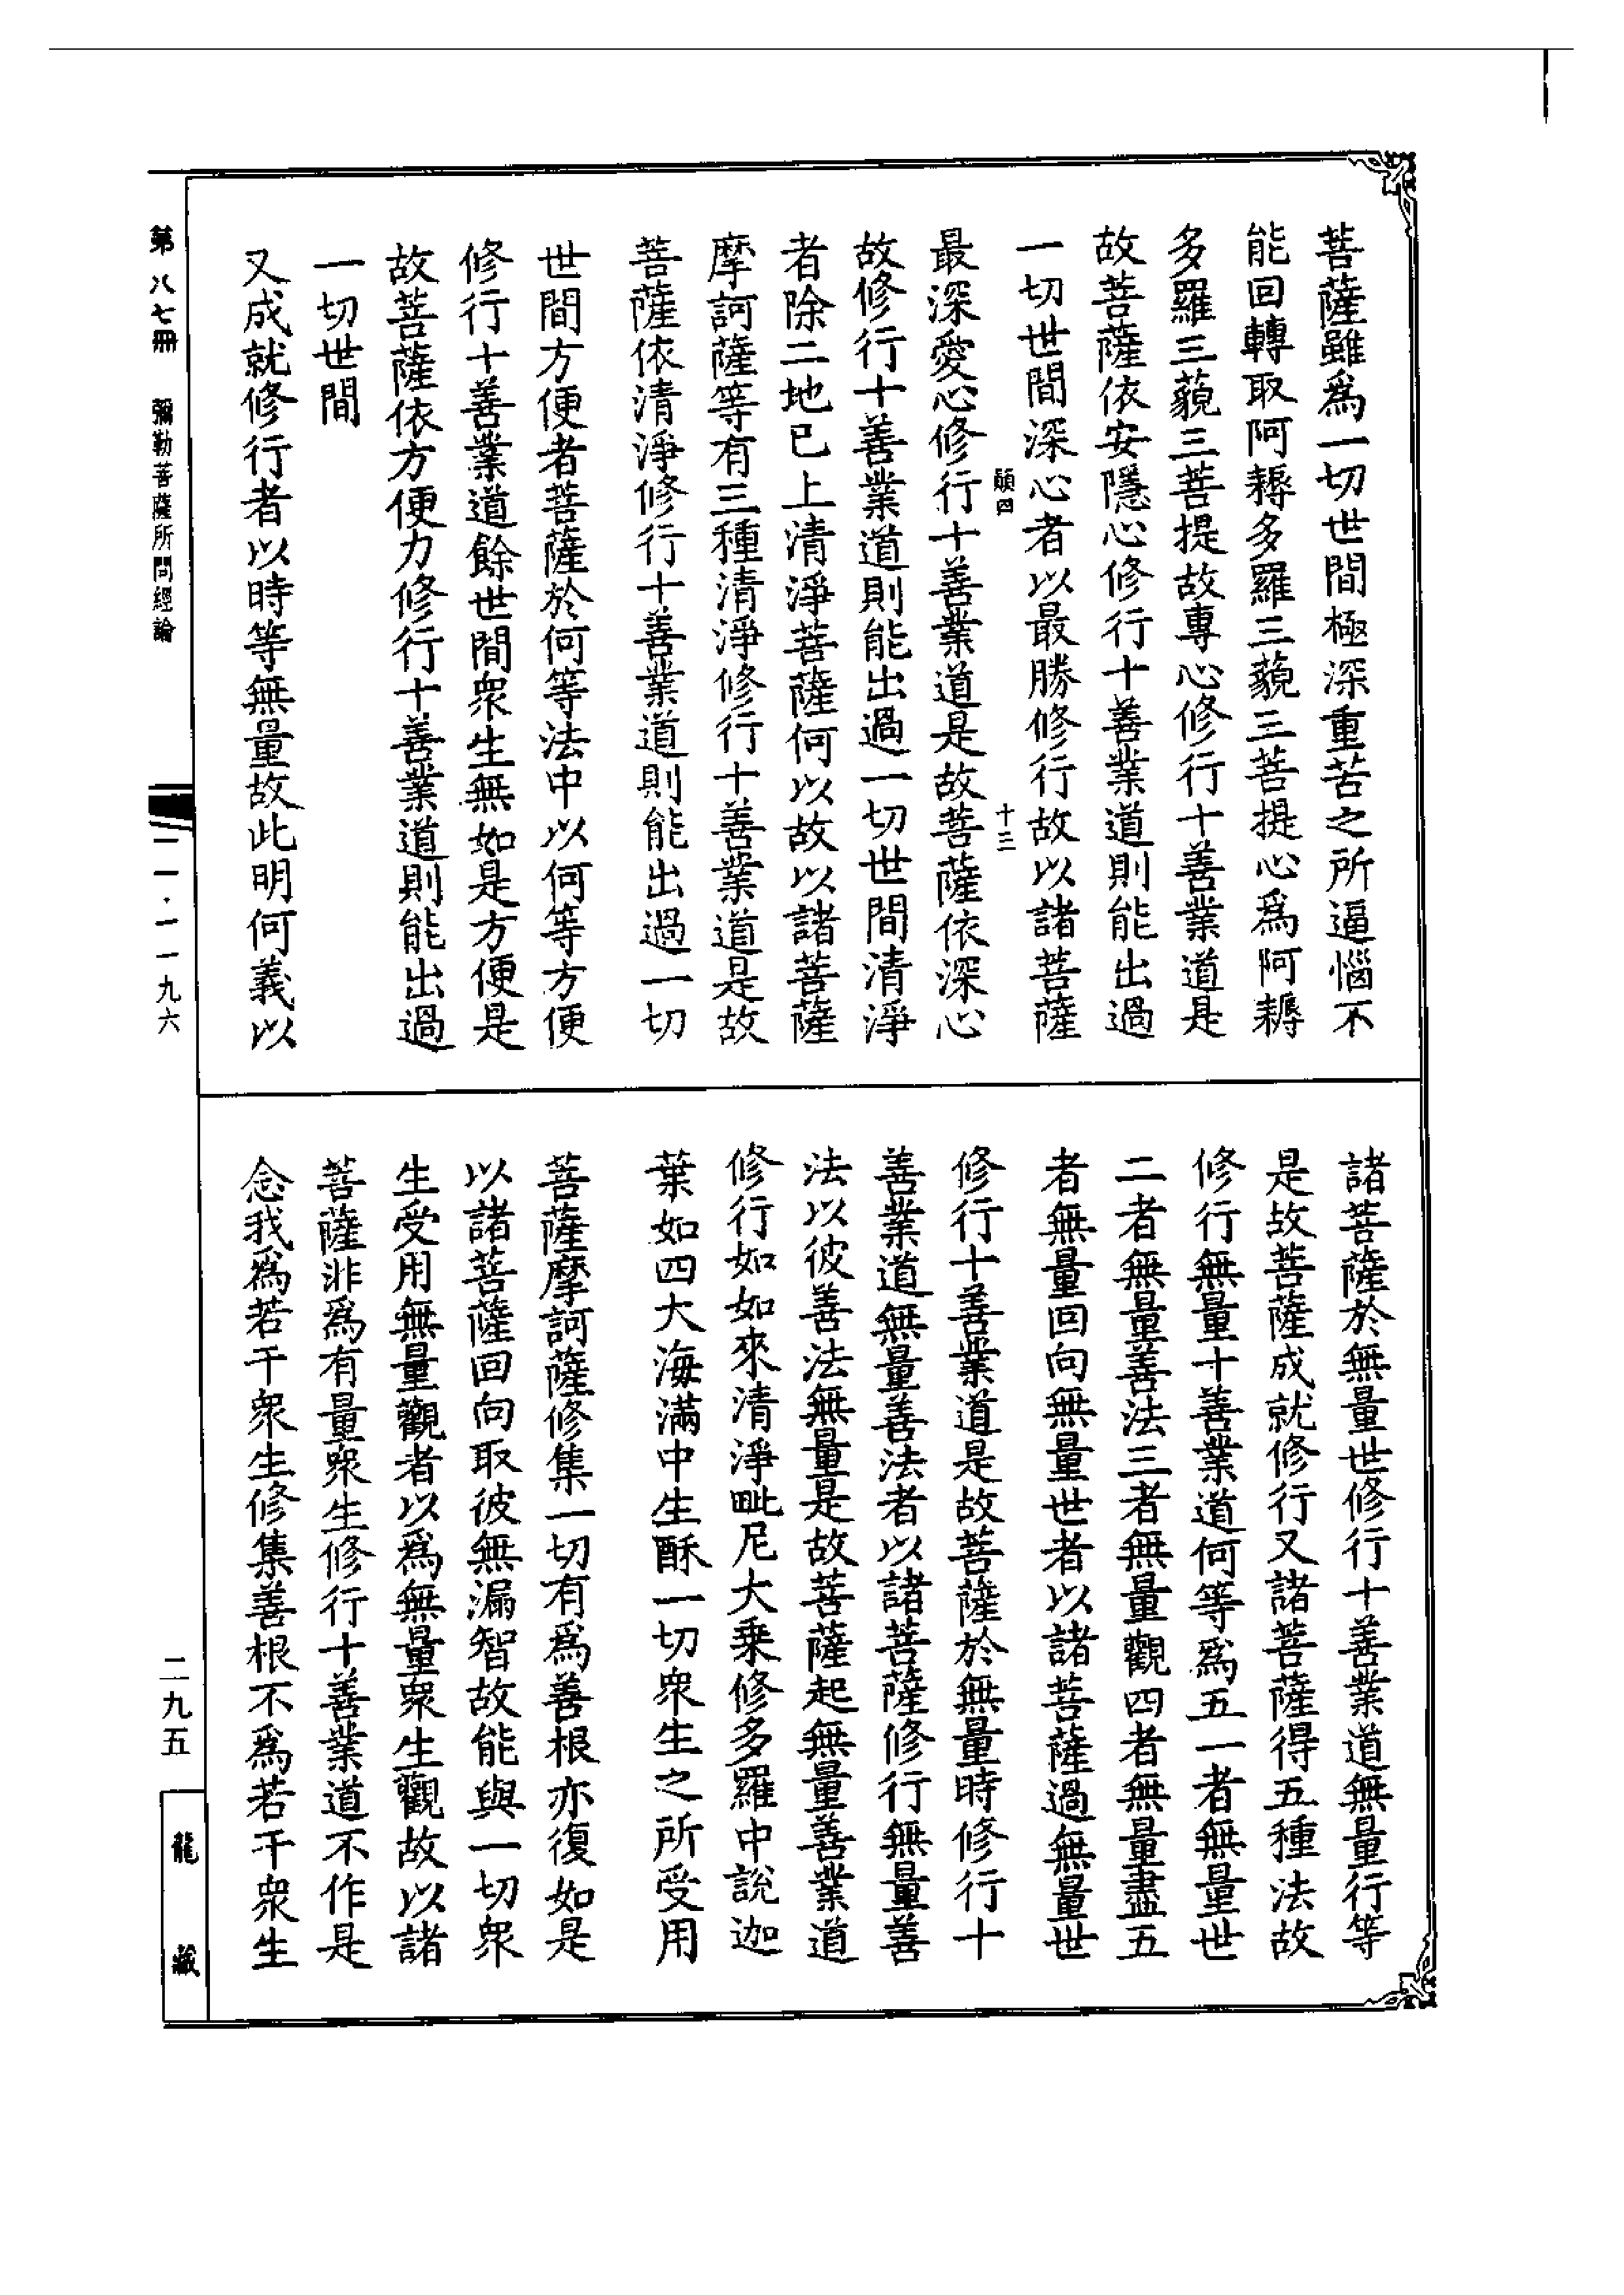 菩薩雖爲一切世間極深重苦之所逼惱不
能回轉取阿耨多羅三藐三菩提心爲阿耨
多羅三藐三菩提故專心修行十善業道是
故菩薩依安隱心修行十善業道則能出過
一切世間深心者以最勝修行故以諸菩薩
十三
最深愛心修行十善業道是故菩薩依深心
故修行十善業道則能出過一切世間清淨
者除二地已上清淨菩薩何以故以諸菩薩
摩訶薩等有三種清淨修行十善業道是故
菩薩依清淨修行十善業道則能出過一切
世間方便者菩薩於何等法中以何等方便
修行十善業道餘世間衆生無如是方便是
故菩薩依方便力修行十善業道則能出過
一切世間
又成就修行者以時等無量故此明何義以
諸菩薩於無量世修行十善業道無量行等
是故菩薩成就修行又諸菩薩得五種法故
修行無量十善業道何等爲五一者無量世
二者無量善法三者無量觀四者無量盡五
者無量回向無量世者以諸菩薩過無量世
修行十善業道是故菩薩於無量時修行十
善業道無量善法者以諸菩薩修行無量善
法以彼善法無量是故菩薩起無量善業道
修行如如來清淨毗尼大乘修多羅中說迦
葉如四大海滿中生酥一切衆生之所受用
菩薩摩訶薩修集一切有爲善根亦復如是
以諸菩薩回向取彼無漏智故能與一切衆
生受用無量觀者以爲無量衆生觀故以諸
菩薩非爲有量衆生修行十善業道不作是
念我爲若干衆生修集善根不爲若干衆生
第八七冊
彌勒菩薩所問經論
一一·一一九六
二九五
龍藏